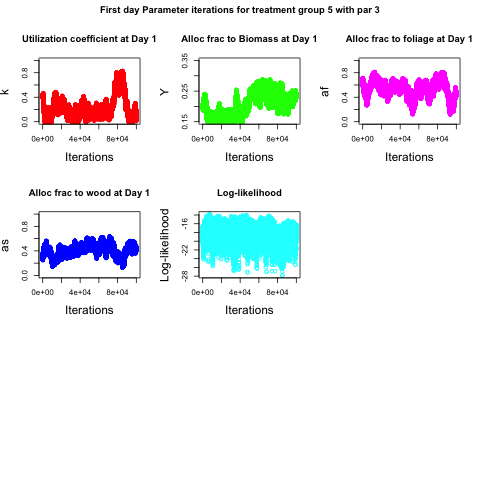 First day Parameter iterations for treatment group 5 with par 3
Utilization coefficient at Day 1
k
0.0 0.4 0.8
0e+00 4e+04 8e+04
Iterations
Alloc frac to Biomass at Day 1
Y
0.15 0.25 0.35
0e+00 4e+04 8e+04
Iterations
Alloc frac to foliage at Day 1
af
0.0 0.4 0.8
0e+00 4e+04 8e+04
Iterations
Alloc frac to wood at Day 1
as
0.0 0.4 0.8
0e+00 4e+04 8e+04
Iterations
Log-likelihood
Log-likelihood
-28 -22 -16
0e+00 4e+04 8e+04
Iterations